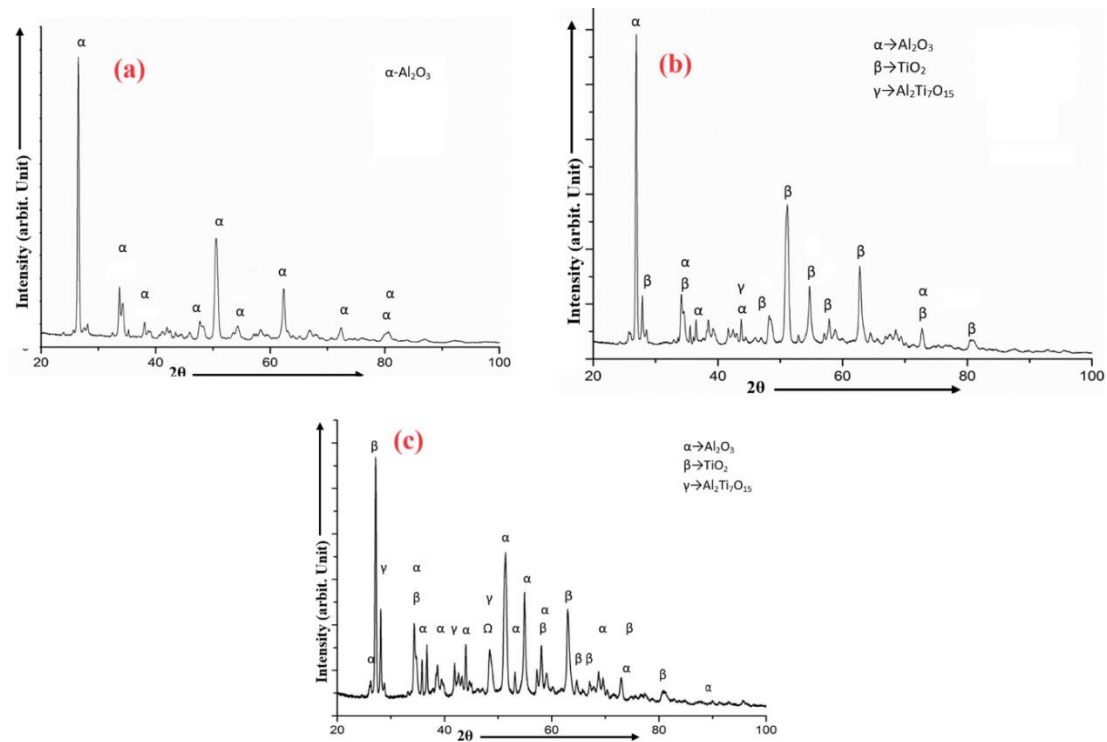 (a)
α-Al₂O₃
α
α
α
α
α
α
α
α
α
α
Intensity (arbit. Unit)
20
40
60
80
100
2θ
(b)
α→Al₂O₃
β→TiO₂
γ→Al₂Ti₇O₁₅
α
β
α
β
α
γ
α
β
β
β
β
β
α
β
β
Intensity (arbit. Unit)
20
40
60
80
100
2θ
(c)
α→Al₂O₃
β→TiO₂
γ→Al₂Ti₇O₁₅
β
γ
α
α
β
α
α
γ
α
γ
Ω
α
α
α
α
β
β
β
β
α
α
β
β
α
Intensity (arbit. Unit)
20
40
60
80
100
2θ